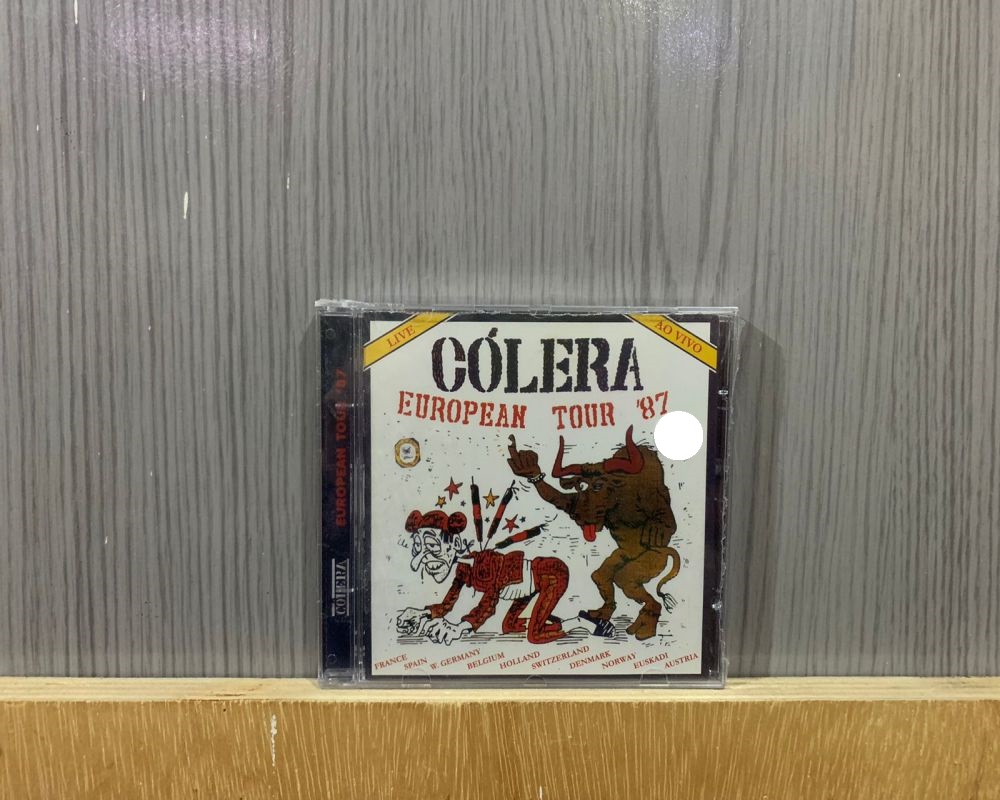 LIVE
AO VIVO
CÓLERA
EUROPEAN TOUR '87
FRANCE SPAIN W. GERMANY BELGIUM HOLLAND SWITZERLAND DENMARK NORWAY EUSKADI AUSTRIA
EUROPEAN TOUR '87
CÓLERA